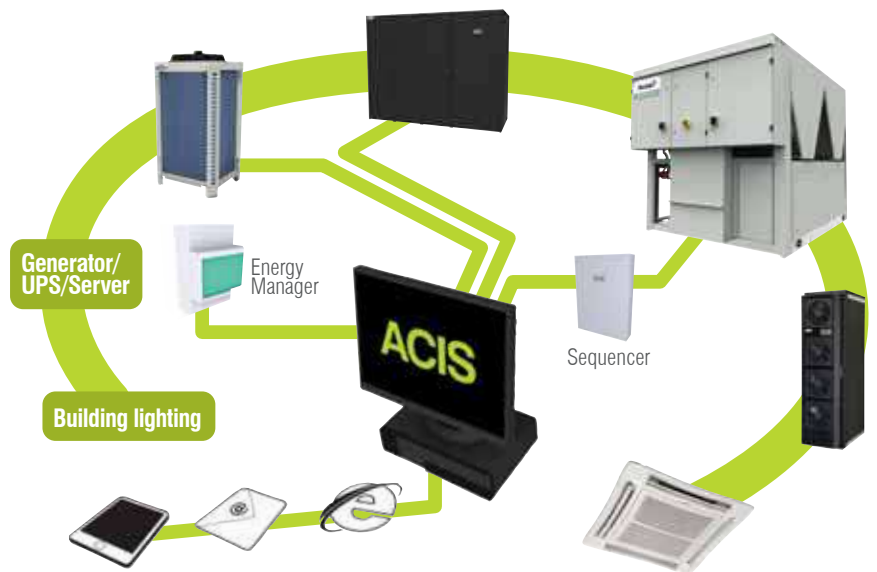 Generator/
UPS/Server
Energy
Manager
ACIS
Sequencer
Building lighting
@